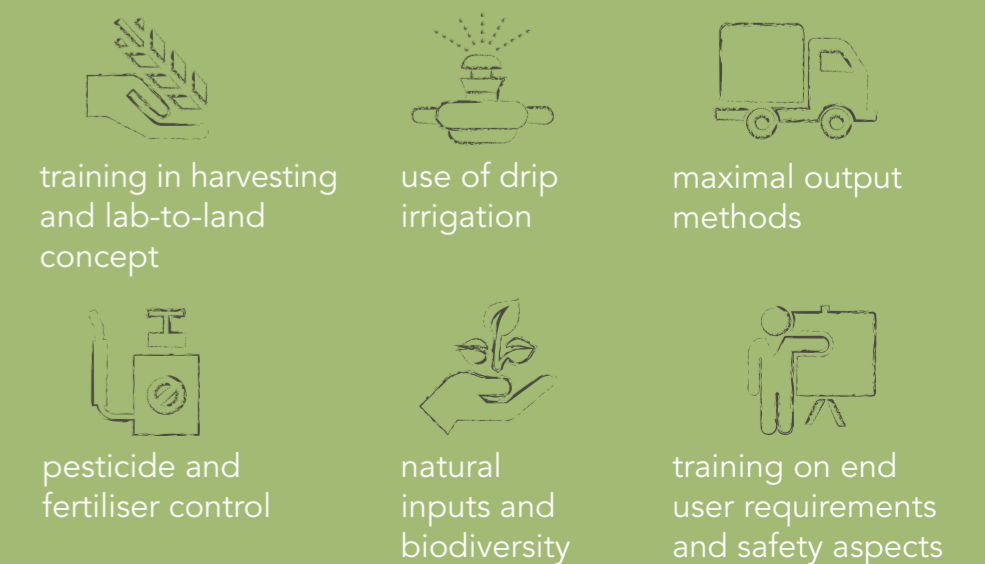 training in harvesting
and lab-to-land
concept
use of drip
irrigation
maximal output
methods
pesticide and
fertiliser control
natural
inputs and
biodiversity
training on end
user requirements
and safety aspects